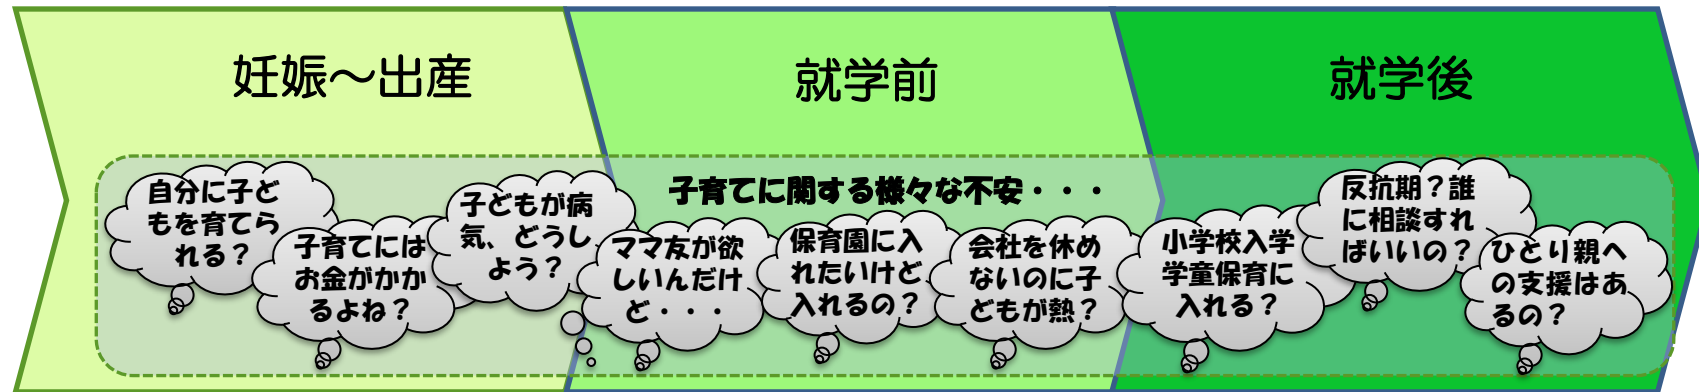 妊娠～出産
就学前
就学後
子育てに関する様々な不安・・・
自分に子ど
もを育てら
れる？
子育てには
お金がかか
るよね？
子どもが病
気、どうし
よう？
ママ友が欲
しいんだけ
ど・・・
保育園に入
れたいけど
入れるの？
会社を休め
ないのに子
どもが熱？
小学校入学
学童保育に
入れる？
反抗期？誰
に相談すれ
ばいいの？
ひとり親へ
の支援はあ
るの？